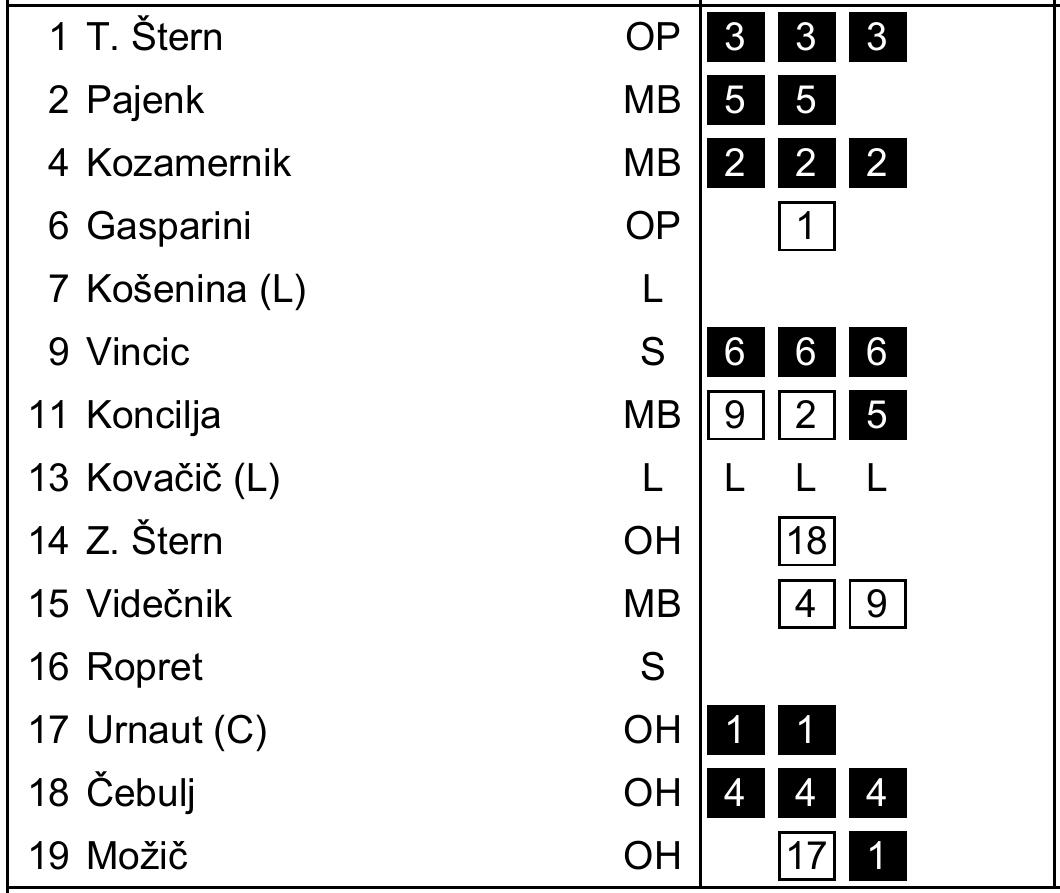 1 T. Štern OP 3 3 3
2 Pajenk MB 5 5
4 Kozamernik MB 2 2 2
6 Gasparini OP 1
7 Košenina (L) L
9 Vincic S 6 6 6
11 Koncilja MB 9 2 5
13 Kovačič (L) L L L L
14 Z. Štern OH 18
15 Videčnik MB 4 9
16 Ropret S
17 Urnaut (C) OH 1 1
18 Čebulj OH 4 4 4
19 Možič OH 17 1